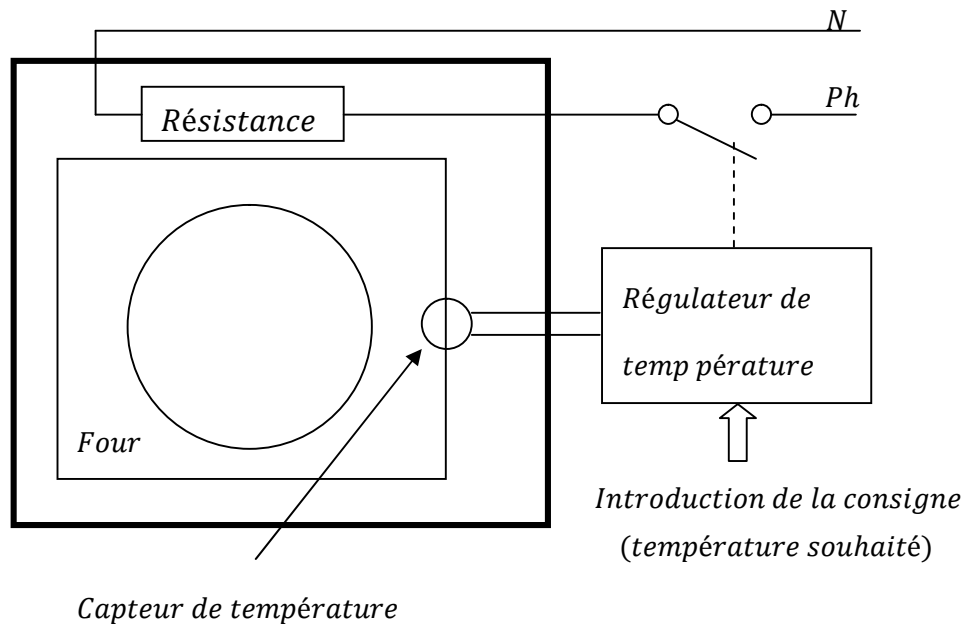 N
Ph
Résistance
Régulateur de
temp pérature
Four
Introduction de la consigne
(température souhaité)
Capteur de température